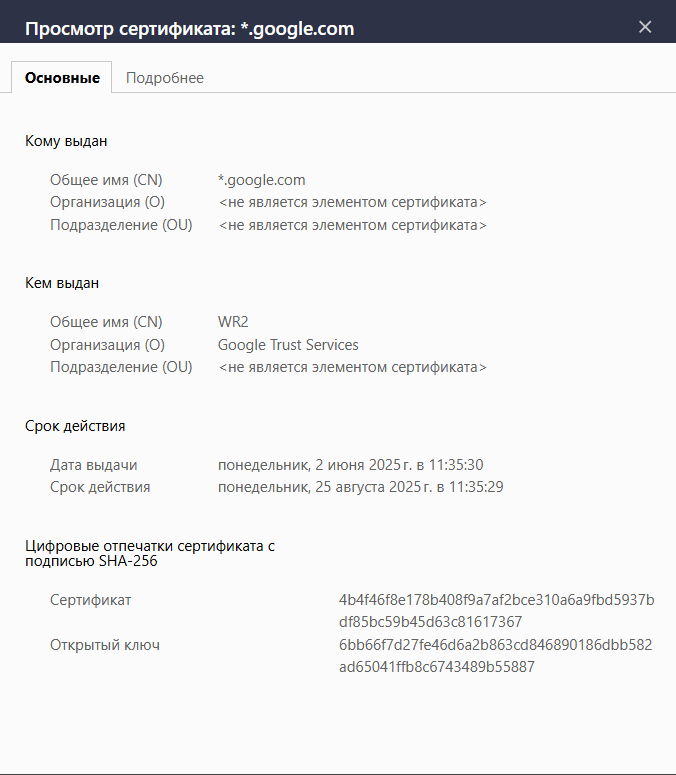 Просмотр сертификата: *.google.com
Основные Подробнее
Кому выдан
Общее имя (CN) *.google.com
Организация (O) <не является элементом сертификата>
Подразделение (OU) <не является элементом сертификата>
Кем выдан
Общее имя (CN) WR2
Организация (O) Google Trust Services
Подразделение (OU) <не является элементом сертификата>
Срок действия
Дата выдачи понедельник, 2 июня 2025 г. в 11:35:30
Срок действия понедельник, 25 августа 2025 г. в 11:35:29
Цифровые отпечатки сертификата с
подписью SHA-256
Сертификат 4b4f46f8e178b408f9a7af2bce310a6a9fbd5937b
df85bc59b45d63c81617367
Открытый ключ 6bb66f7d27fe46d6a2b863cd846890186dbb582
ad65041ffb8c6743489b55887